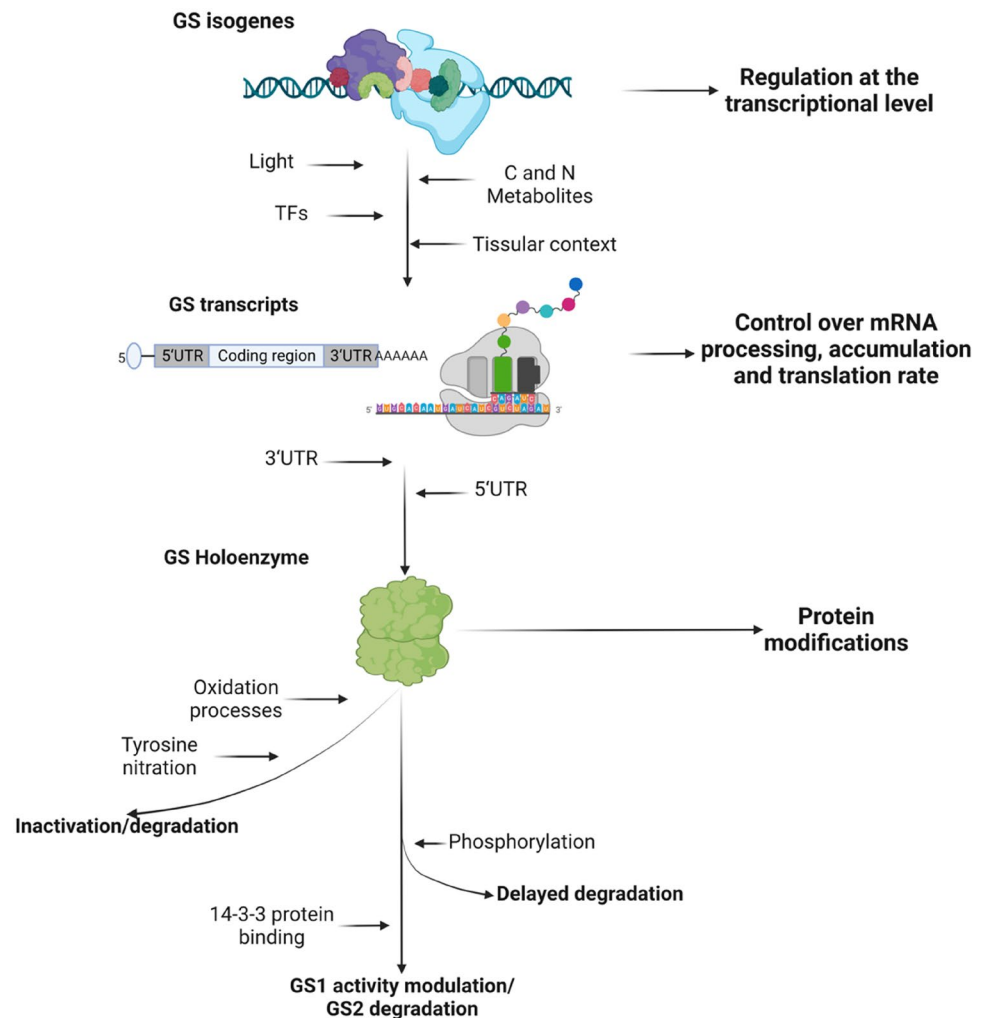 GS isogenes
Regulation at the
transcriptional level
Light
C and N
Metabolites
TFs
Tissular context
GS transcripts
Control over mRNA
processing, accumulation
and translation rate
5' 5‘UTR Coding region 3‘UTR AAAAAA
5' 3'
3‘UTR
5‘UTR
GS Holoenzyme
Protein
modifications
Oxidation
processes
Tyrosine
nitration
Inactivation/degradation
Phosphorylation
Delayed degradation
14-3-3 protein
binding
GS1 activity modulation/
GS2 degradation